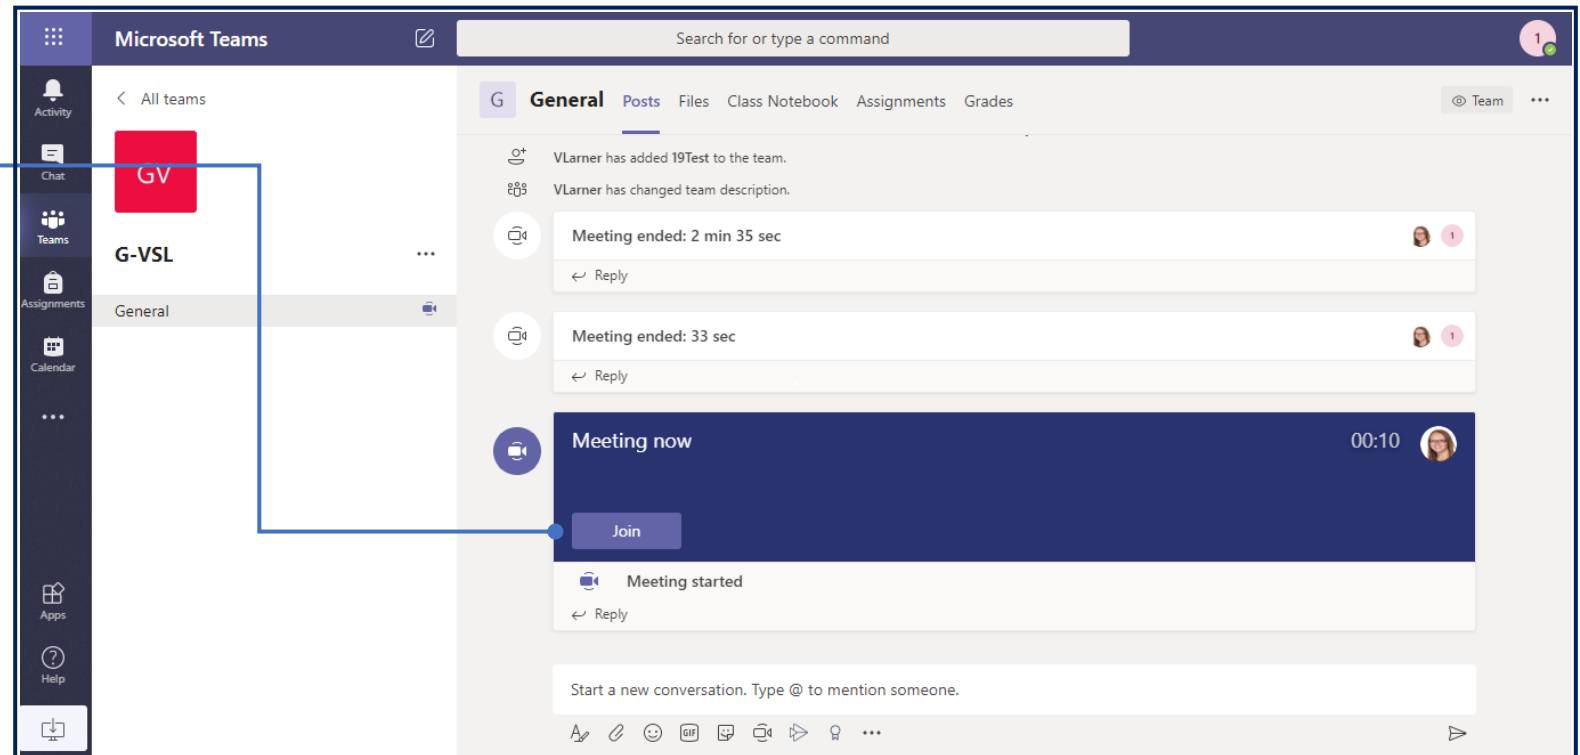 Microsoft Teams
Search for or type a command
1
Activity
Chat
Teams
Assignments
Calendar
Apps
Help
All teams
GV
G-VSL
General
G General Posts Files Class Notebook Assignments Grades
Team
VLarner has added 19Test to the team.
VLarner has changed team description.
Meeting ended: 2 min 35 sec
1
Reply
Meeting ended: 33 sec
1
Reply
Meeting now
00:10
Join
Meeting started
Reply
Start a new conversation. Type @ to mention someone.
GIF